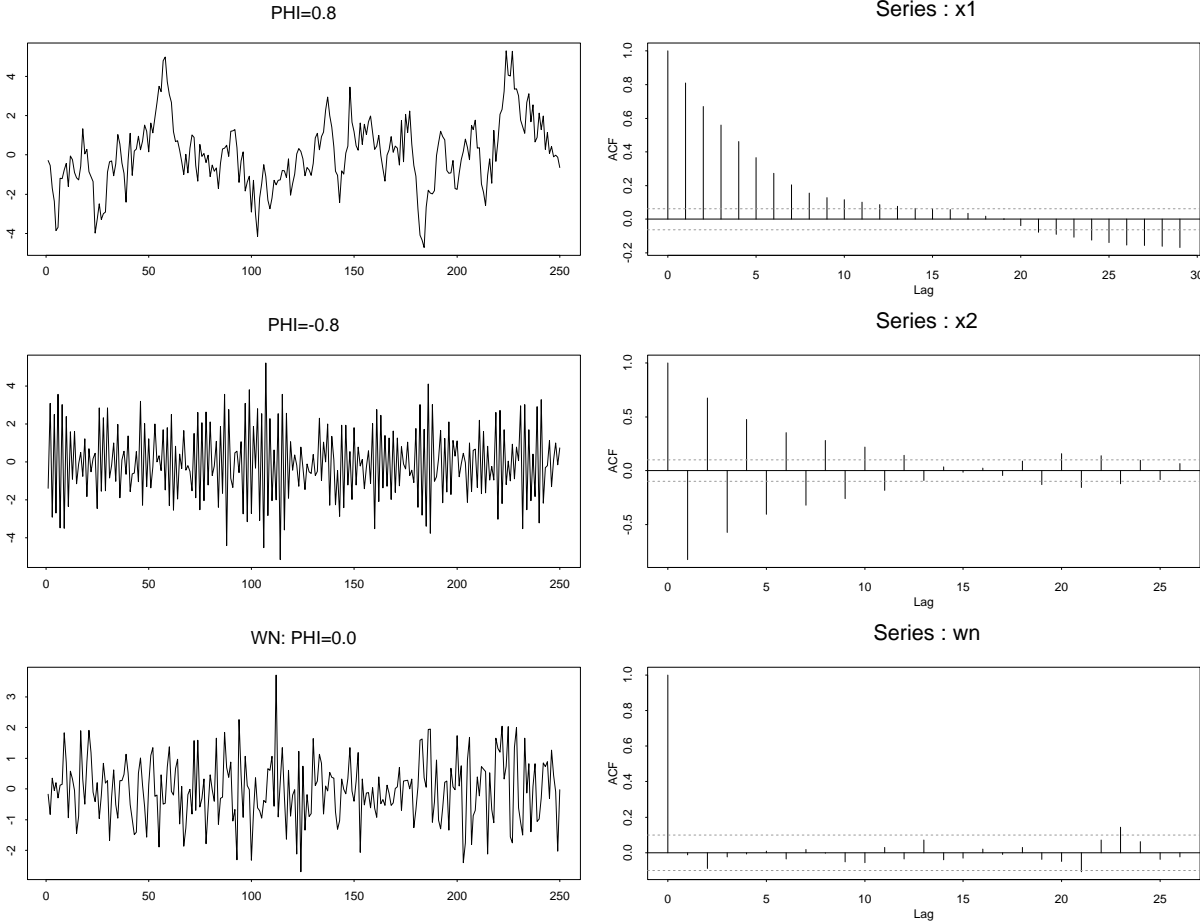 PHI=0.8
4
2
0
-2
-4
0 50 100 150 200 250
Series : x1
ACF
1.0
0.8
0.6
0.4
0.2
0.0
-0.2
0 5 10 15 20 25 30
Lag
PHI=-0.8
4
2
0
-2
-4
0 50 100 150 200 250
Series : x2
ACF
1.0
0.5
0.0
-0.5
0 5 10 15 20 25
Lag
WN: PHI=0.0
3
2
1
0
-1
-2
0 50 100 150 200 250
Series : wn
ACF
1.0
0.8
0.6
0.4
0.2
0.0
0 5 10 15 20 25
Lag